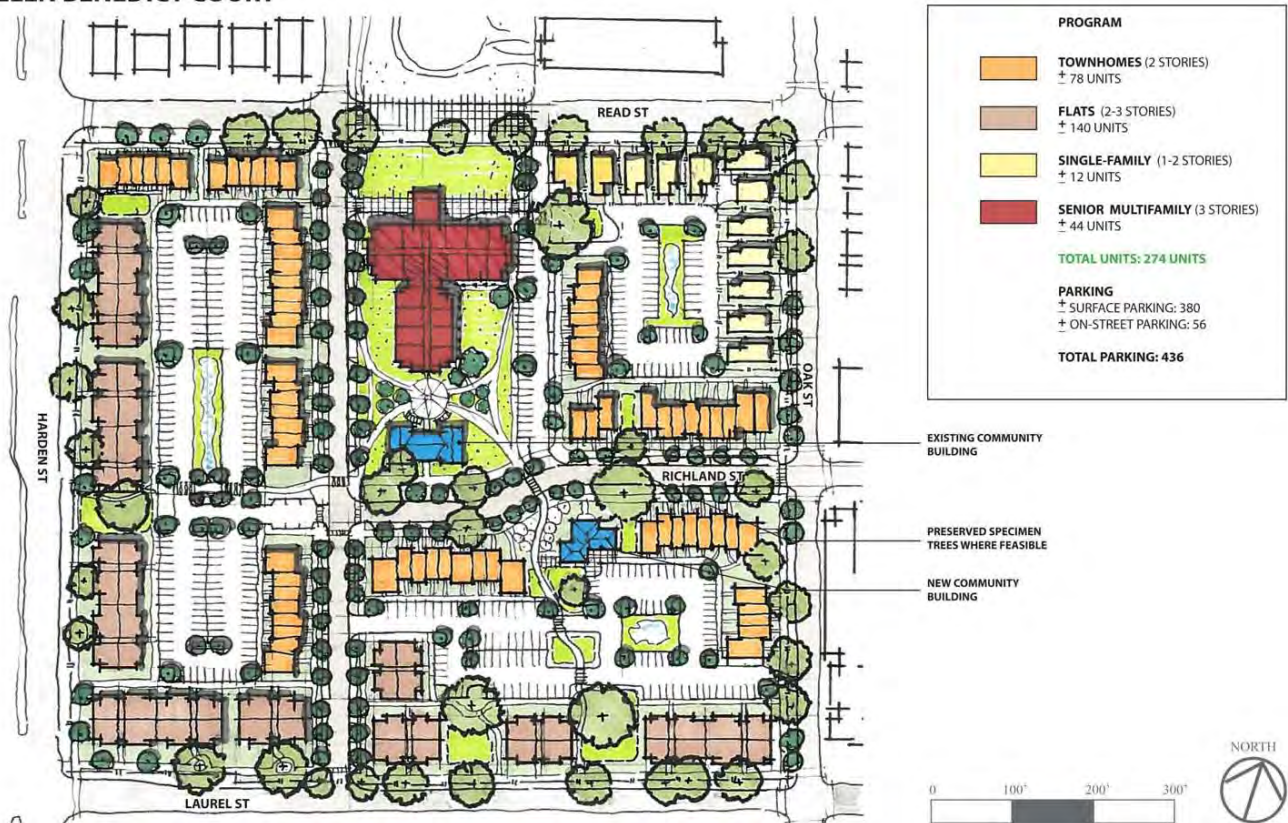 READ ST
HARDEN ST
OAK ST
RICHLAND ST
LAUREL ST
PROGRAM
TOWNHOMES (2 STORIES)
± 78 UNITS
FLATS (2-3 STORIES)
± 140 UNITS
SINGLE-FAMILY (1-2 STORIES)
± 12 UNITS
SENIOR MULTIFAMILY (3 STORIES)
± 44 UNITS
TOTAL UNITS: 274 UNITS
PARKING
± SURFACE PARKING: 380
± ON-STREET PARKING: 56
TOTAL PARKING: 436
EXISTING COMMUNITY
BUILDING
PRESERVED SPECIMEN
TREES WHERE FEASIBLE
NEW COMMUNITY
BUILDING
NORTH
0 100' 200' 300'